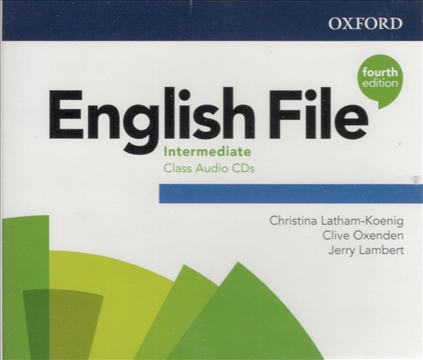 OXFORD
fourth
edition
English File
Intermediate
Class Audio CDs
Christina Latham-Koenig
Clive Oxenden
Jerry Lambert